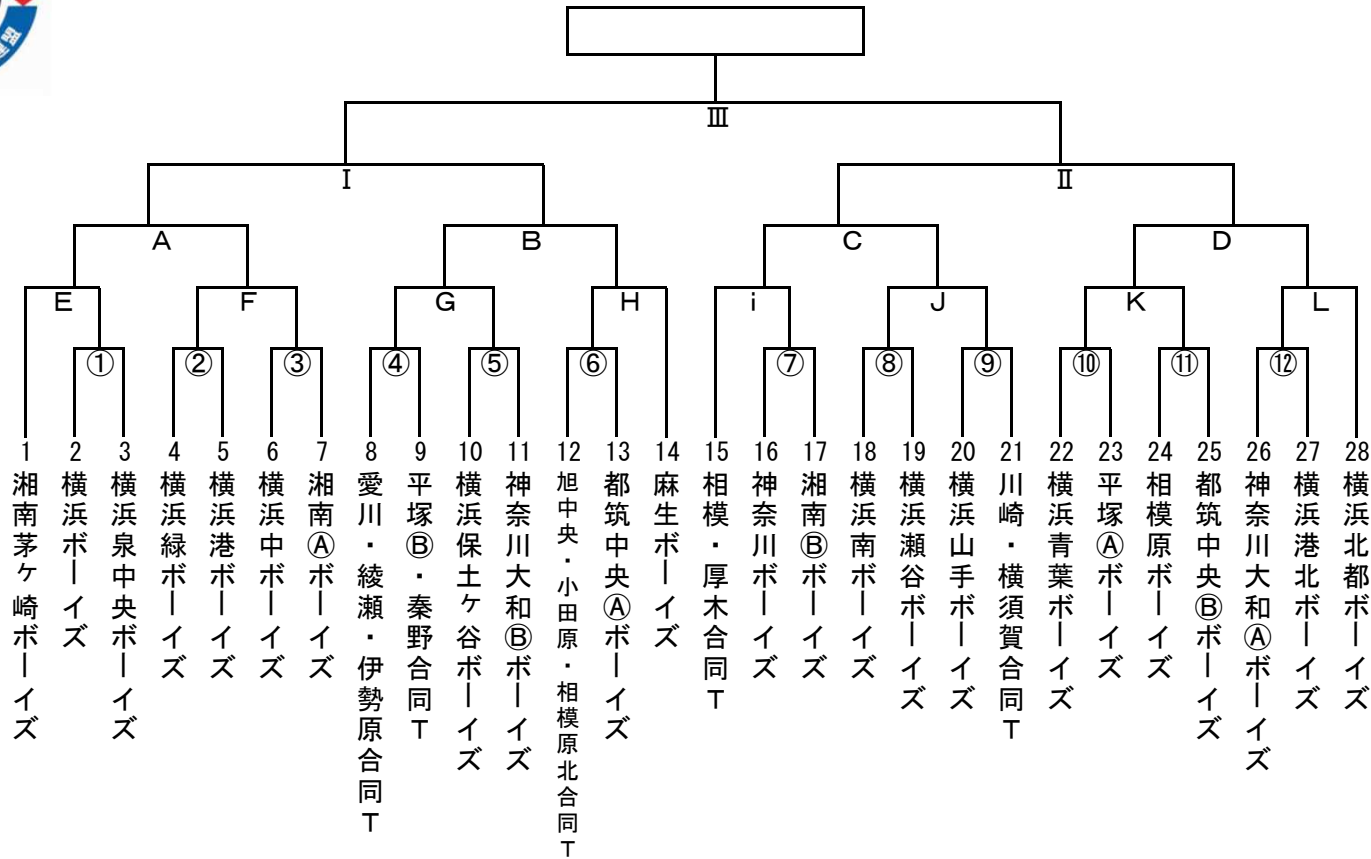 Ⅲ
Ⅰ
Ⅱ
A
B
C
D
E
F
G
H
i
J
K
L
①
②
③
④
⑤
⑥
⑦
⑧
⑨
⑩
⑪
⑫
1 湘南茅ケ崎ボーイズ
2 横浜ボーイズ
3 横浜泉中央ボーイズ
4 横浜緑ボーイズ
5 横浜港ボーイズ
6 横浜中ボーイズ
7 湘南Ⓐボーイズ
8 愛川・綾瀬・伊勢原合同T
9 平塚Ⓑ・秦野合同T
10 横浜保土ケ谷ボーイズ
11 神奈川大和Ⓑボーイズ
12 旭中央・小田原・相模原北合同T
13 都筑中央Ⓐボーイズ
14 麻生ボーイズ
15 相模・厚木合同T
16 神奈川ボーイズ
17 湘南Ⓑボーイズ
18 横浜南ボーイズ
19 横浜瀬谷ボーイズ
20 横浜山手ボーイズ
21 川崎・横須賀合同T
22 横浜青葉ボーイズ
23 平塚Ⓐボーイズ
24 相模原ボーイズ
25 都筑中央Ⓑボーイズ
26 神奈川大和Ⓐボーイズ
27 横浜港北ボーイズ
28 横浜北都ボーイズ